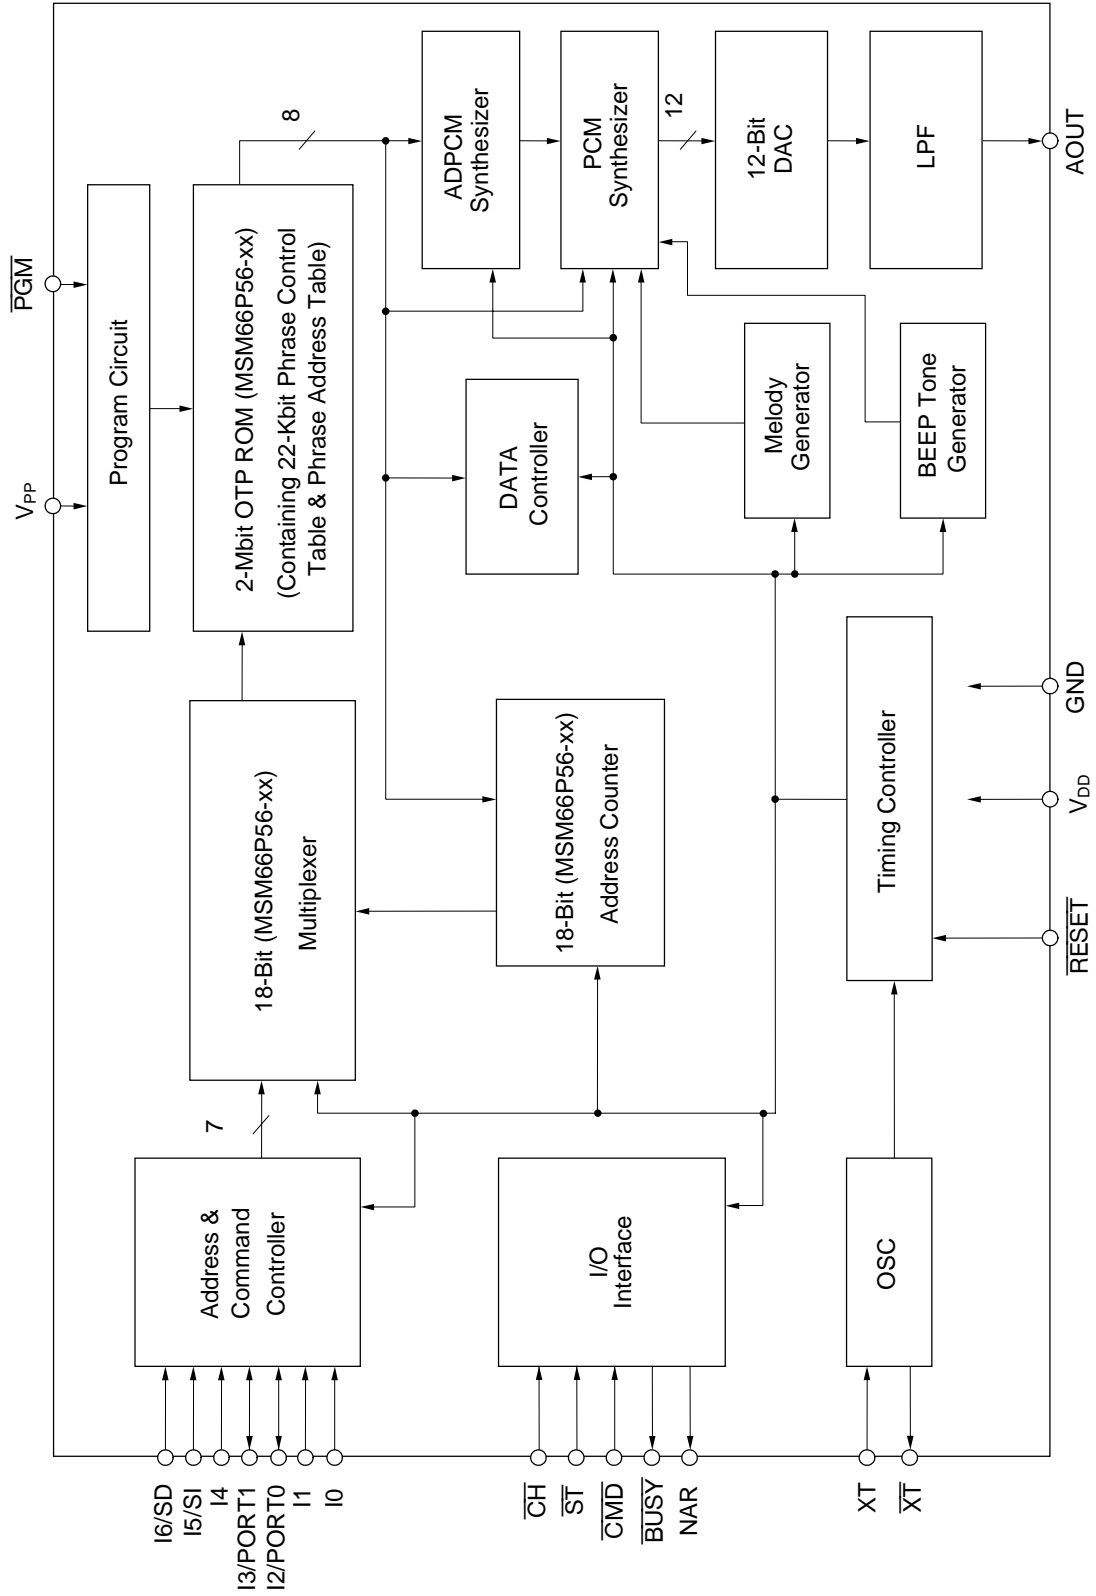 I6/SD
I5/SI
I4
I3/PORT1
I2/PORT0
I1
I0
Address &
Command
Controller
7
18-Bit (MSM66P56-xx)
Multiplexer
VPP
PGM
Program Circuit
2-Mbit OTP ROM (MSM66P56-xx)
(Containing 22-Kbit Phrase Control
Table & Phrase Address Table)
8
CH
ST
CMD
BUSY
NAR
I/O
Interface
18-Bit (MSM66P56-xx)
Address Counter
DATA
Controller
ADPCM
Synthesizer
PCM
Synthesizer
12
12-Bit
DAC
LPF
AOUT
Melody
Generator
BEEP Tone
Generator
XT
XT
OSC
Timing Controller
RESET
VDD
GND